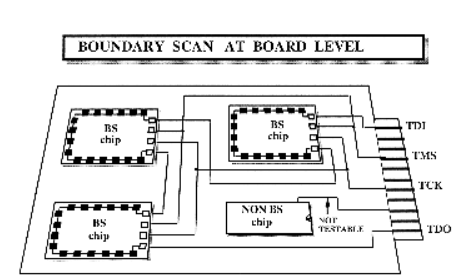 BOUNDARY SCAN AT BOARD LEVEL
BS
chip
BS
chip
TDI
TMS
TCK
BS
chip
NON BS
chip
NOT
TESTABLE
TDO